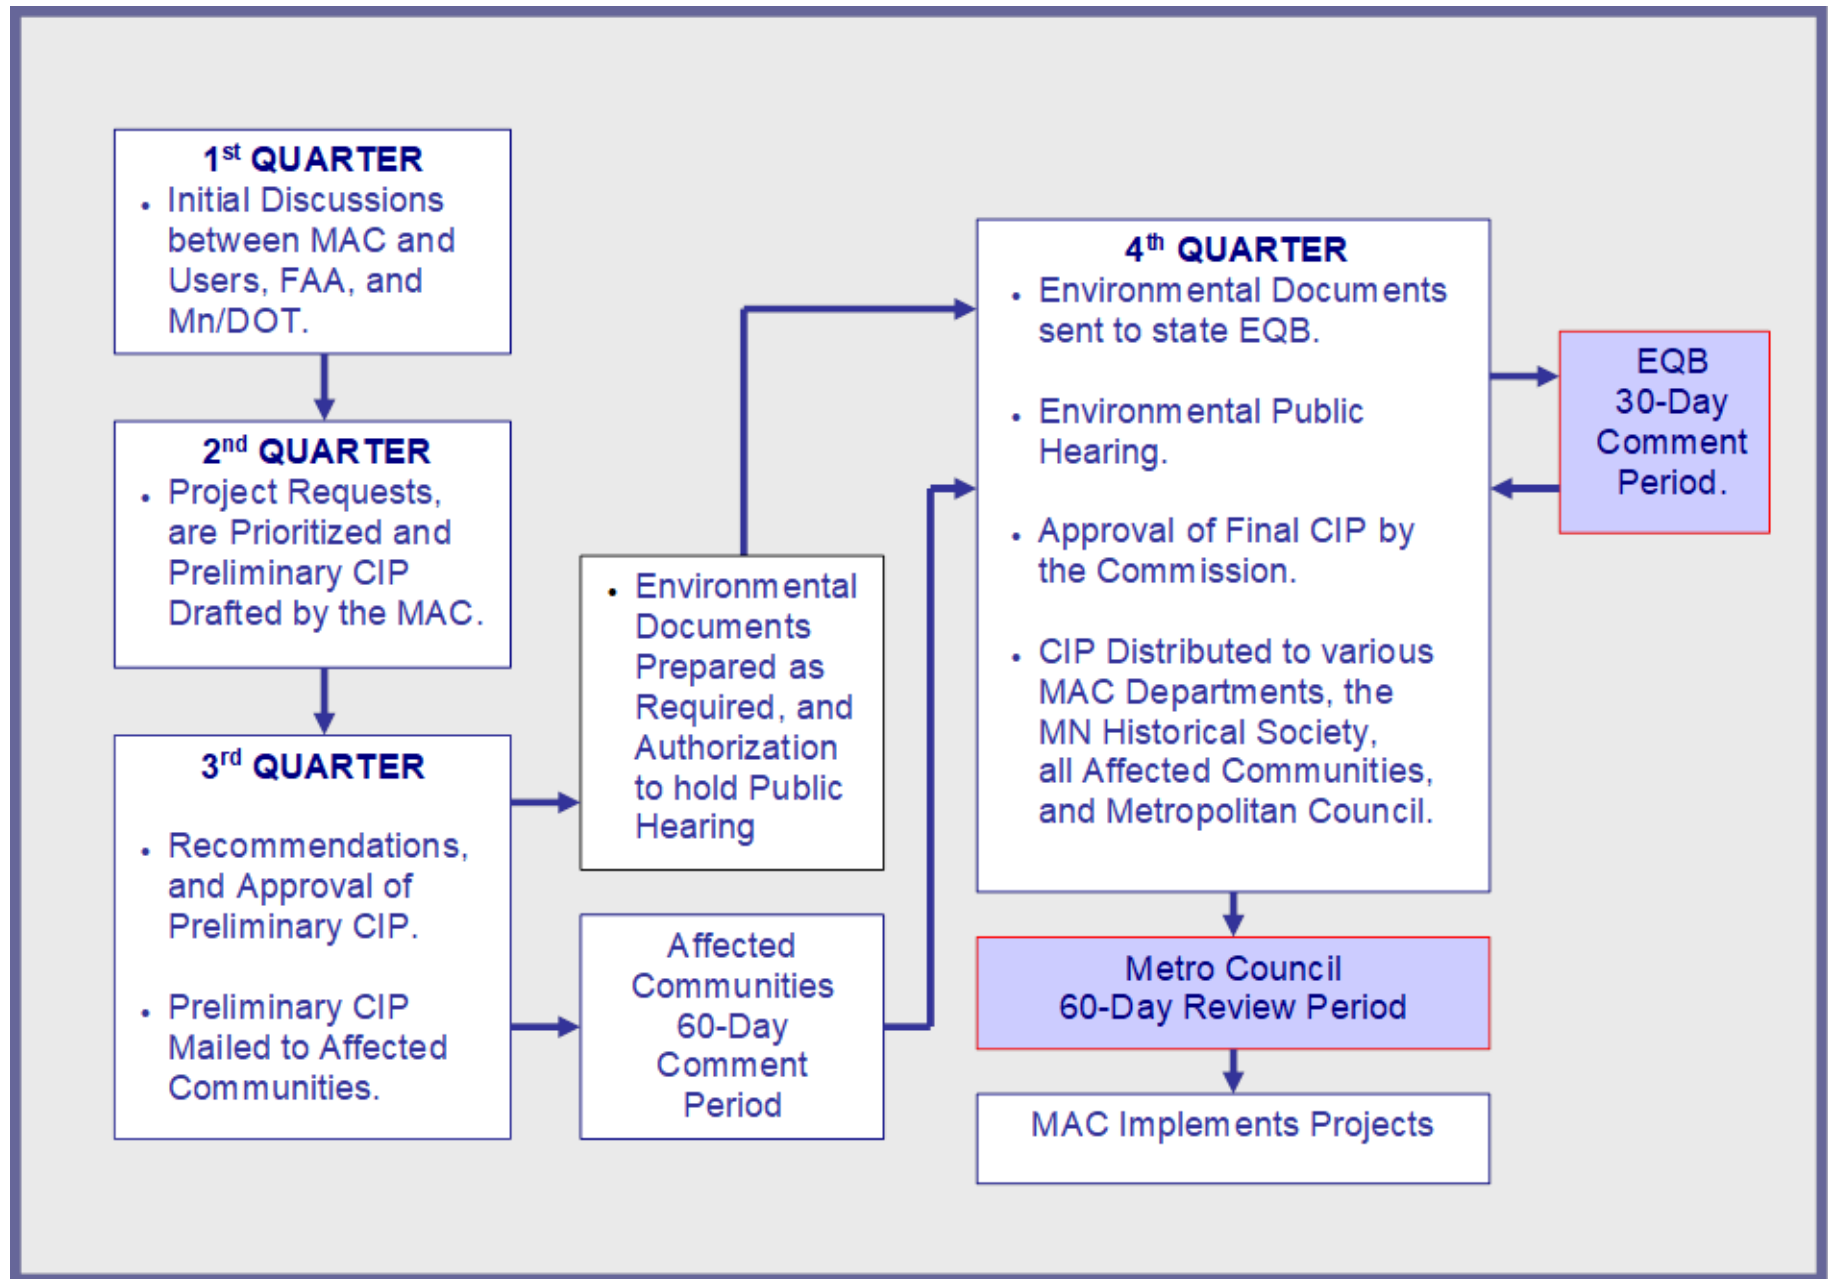 1st QUARTER
• Initial Discussions
between MAC and
Users, FAA, and
Mn/DOT.
2nd QUARTER
• Project Requests,
are Prioritized and
Preliminary CIP
Drafted by the MAC.
3rd QUARTER
• Recommendations,
and Approval of
Preliminary CIP.
• Preliminary CIP
Mailed to Affected
Communities.
• Environmental
Documents
Prepared as
Required, and
Authorization
to hold Public
Hearing
Affected
Communities
60-Day
Comment
Period
4th QUARTER
• Environmental Documents
sent to state EQB.
• Environmental Public
Hearing.
• Approval of Final CIP by
the Commission.
• CIP Distributed to various
MAC Departments, the
MN Historical Society,
all Affected Communities,
and Metropolitan Council.
EQB
30-Day
Comment
Period.
Metro Council
60-Day Review Period
MAC Implements Projects